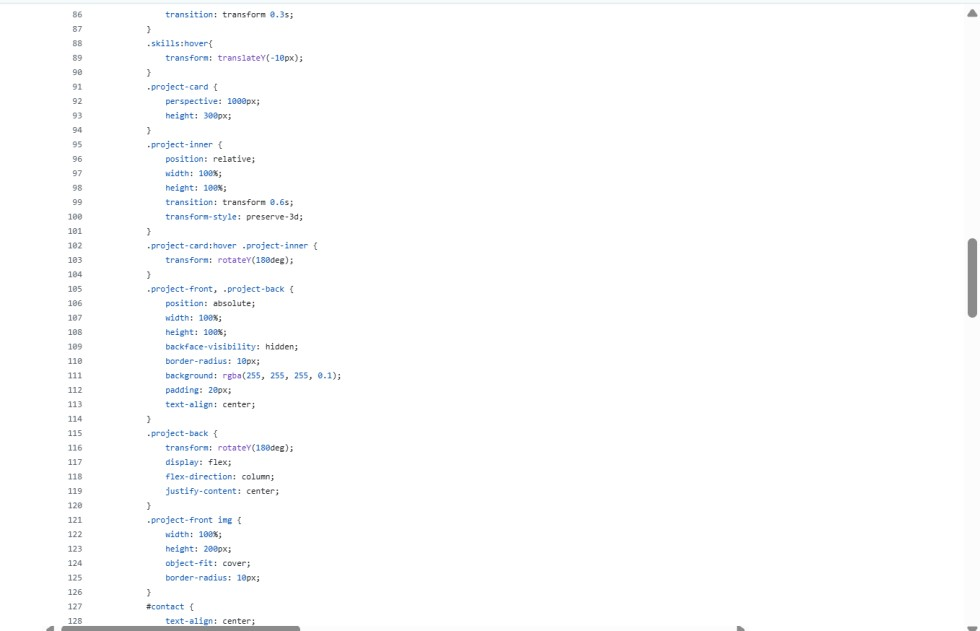 86 transition: transform 0.3s;
87 }
88 .skills:hover{
89 transform: translateY(-10px);
90 }
91 .project-card {
92 perspective: 1000px;
93 height: 300px;
94 }
95 .project-inner {
96 position: relative;
97 width: 100%;
98 height: 100%;
99 transition: transform 0.6s;
100 transform-style: preserve-3d;
101 }
102 .project-card:hover .project-inner {
103 transform: rotateY(180deg);
104 }
105 .project-front, .project-back {
106 position: absolute;
107 width: 100%;
108 height: 100%;
109 backface-visibility: hidden;
110 border-radius: 10px;
111 background: rgba(255, 255, 255, 0.1);
112 padding: 20px;
113 text-align: center;
114 }
115 .project-back {
116 transform: rotateY(180deg);
117 display: flex;
118 flex-direction: column;
119 justify-content: center;
120 }
121 .project-front img {
122 width: 100%;
123 height: 200px;
124 object-fit: cover;
125 border-radius: 10px;
126 }
127 #contact {
128 text-align: center;